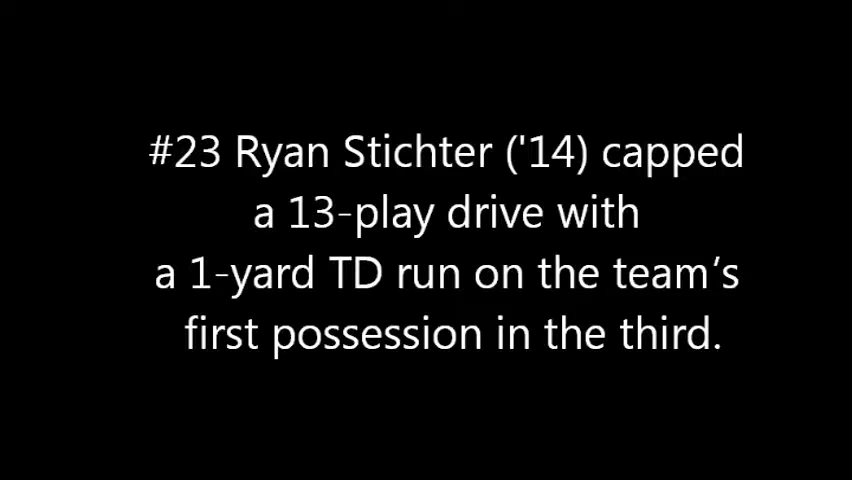 #23 Ryan Stichter ('14) capped
a 13-play drive with
a 1-yard TD run on the team’s
first possession in the third.